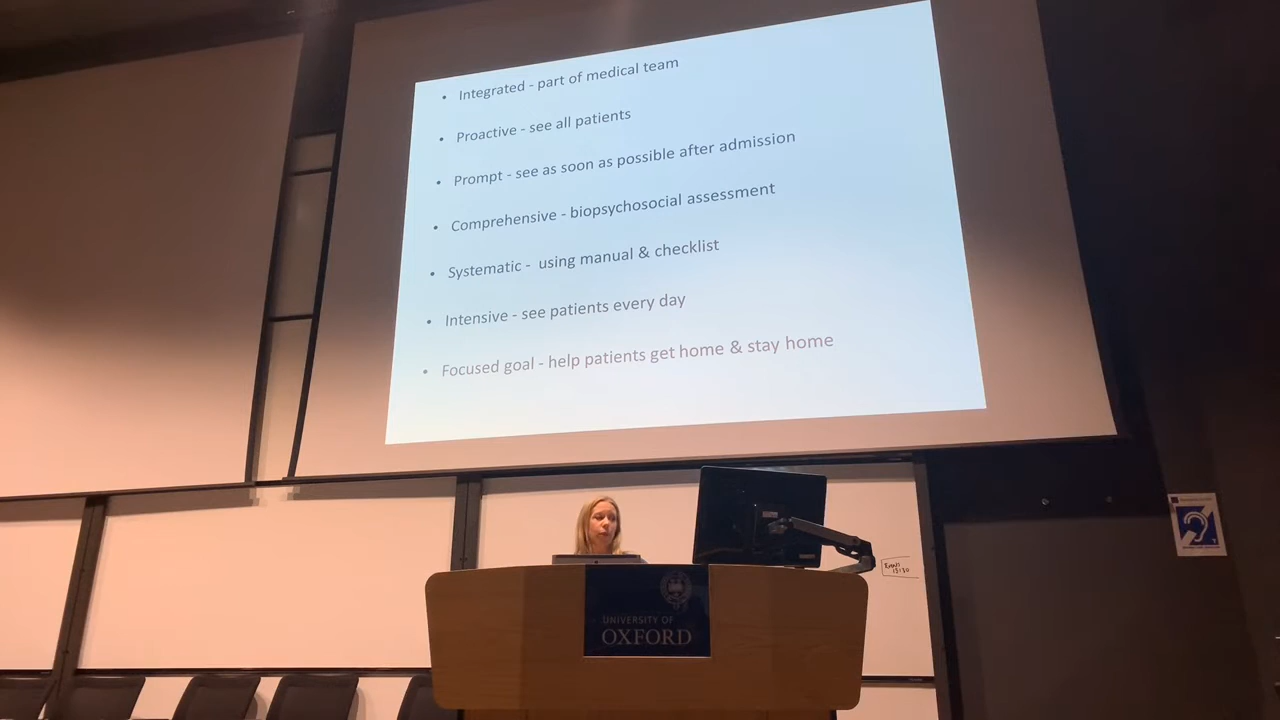 • Integrated - part of medical team
• Proactive - see all patients
• Prompt - see as soon as possible after admission
• Comprehensive - biopsychosocial assessment
• Systematic - using manual & checklist
• Intensive - see patients every day
• Focused goal - help patients get home & stay home
UNIVERSITY OF
OXFORD